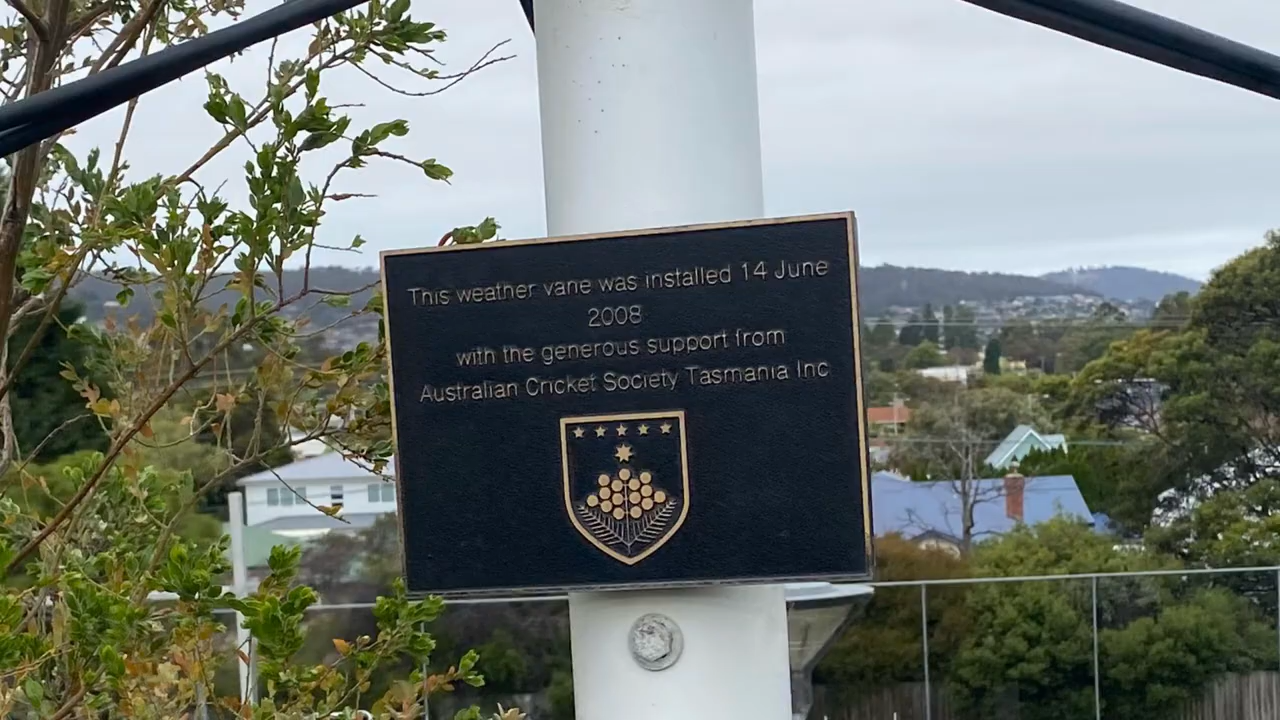 This weather vane was installed 14 June
2008
with the generous support from
Australian Cricket Society Tasmania Inc